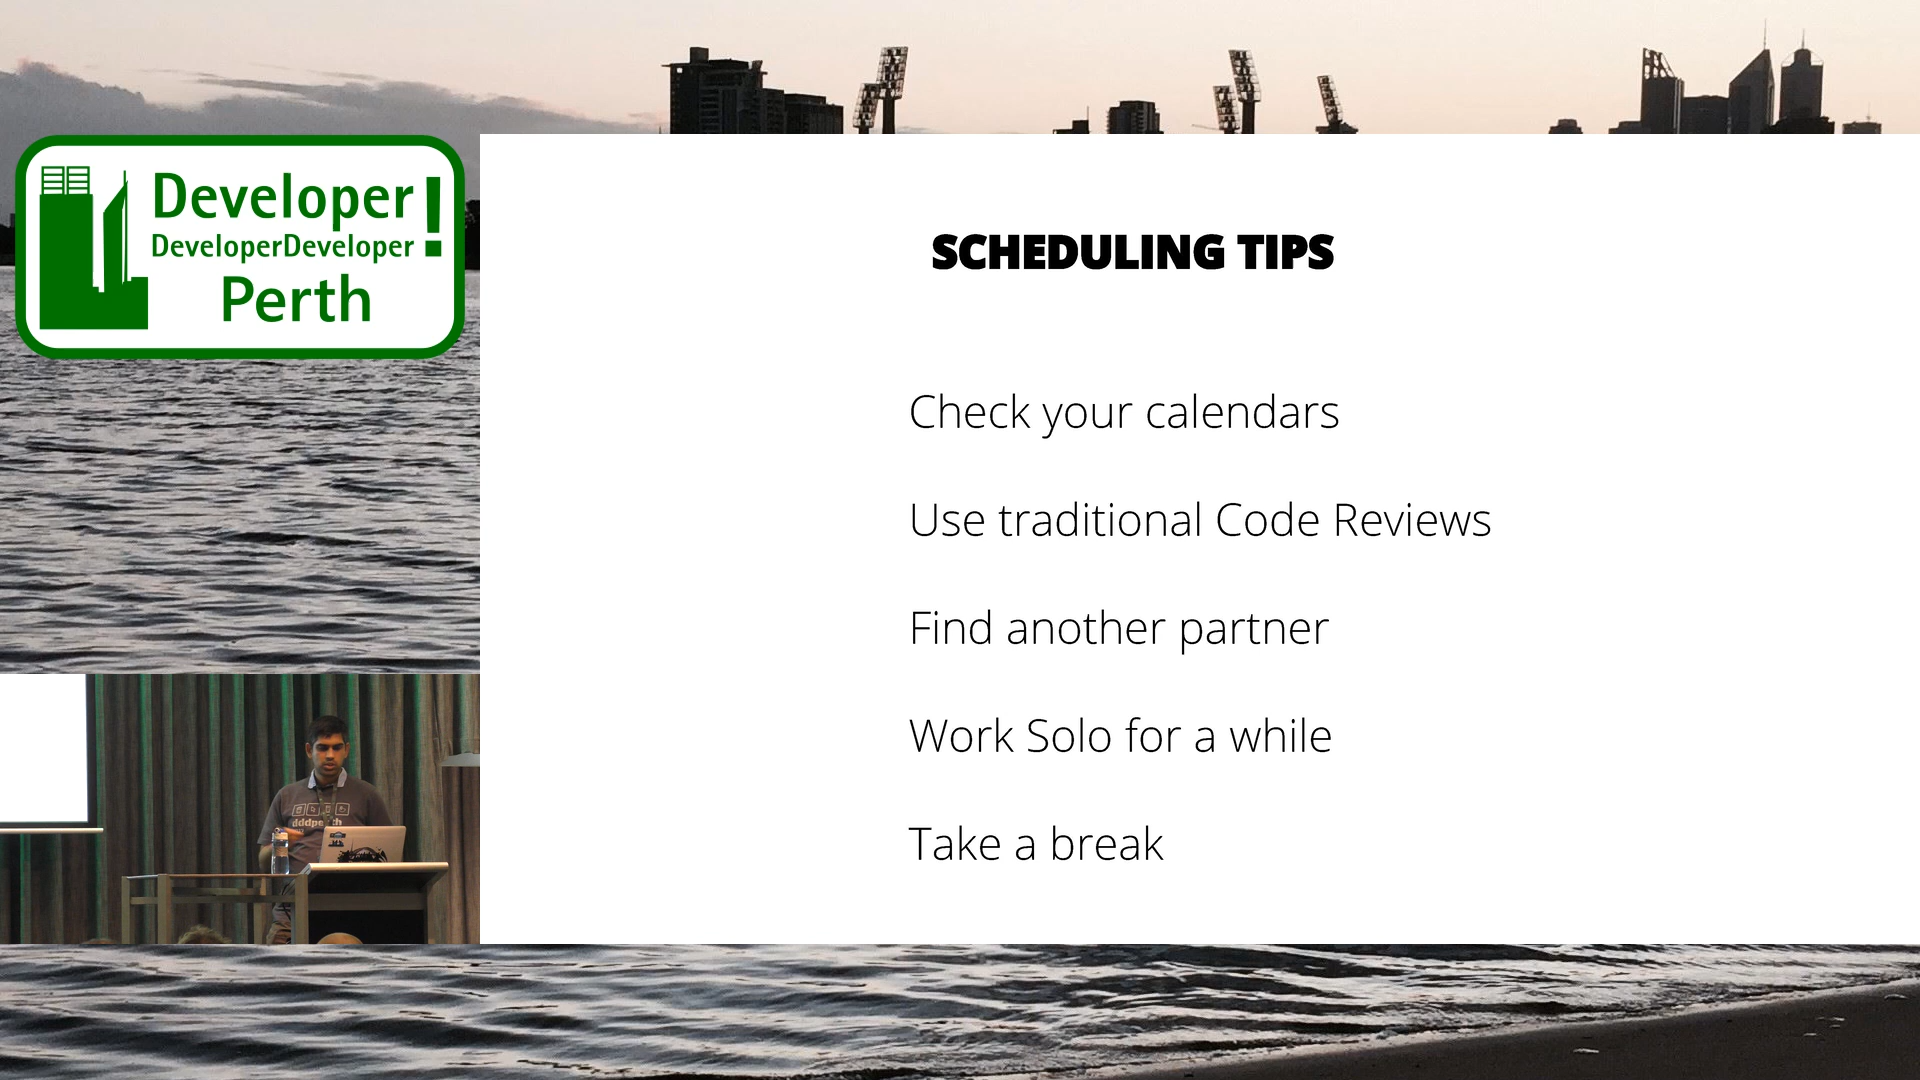 Developer!
DeveloperDeveloper
Perth
SCHEDULING TIPS
Check your calendars
Use traditional Code Reviews
Find another partner
Work Solo for a while
Take a break
dddperth